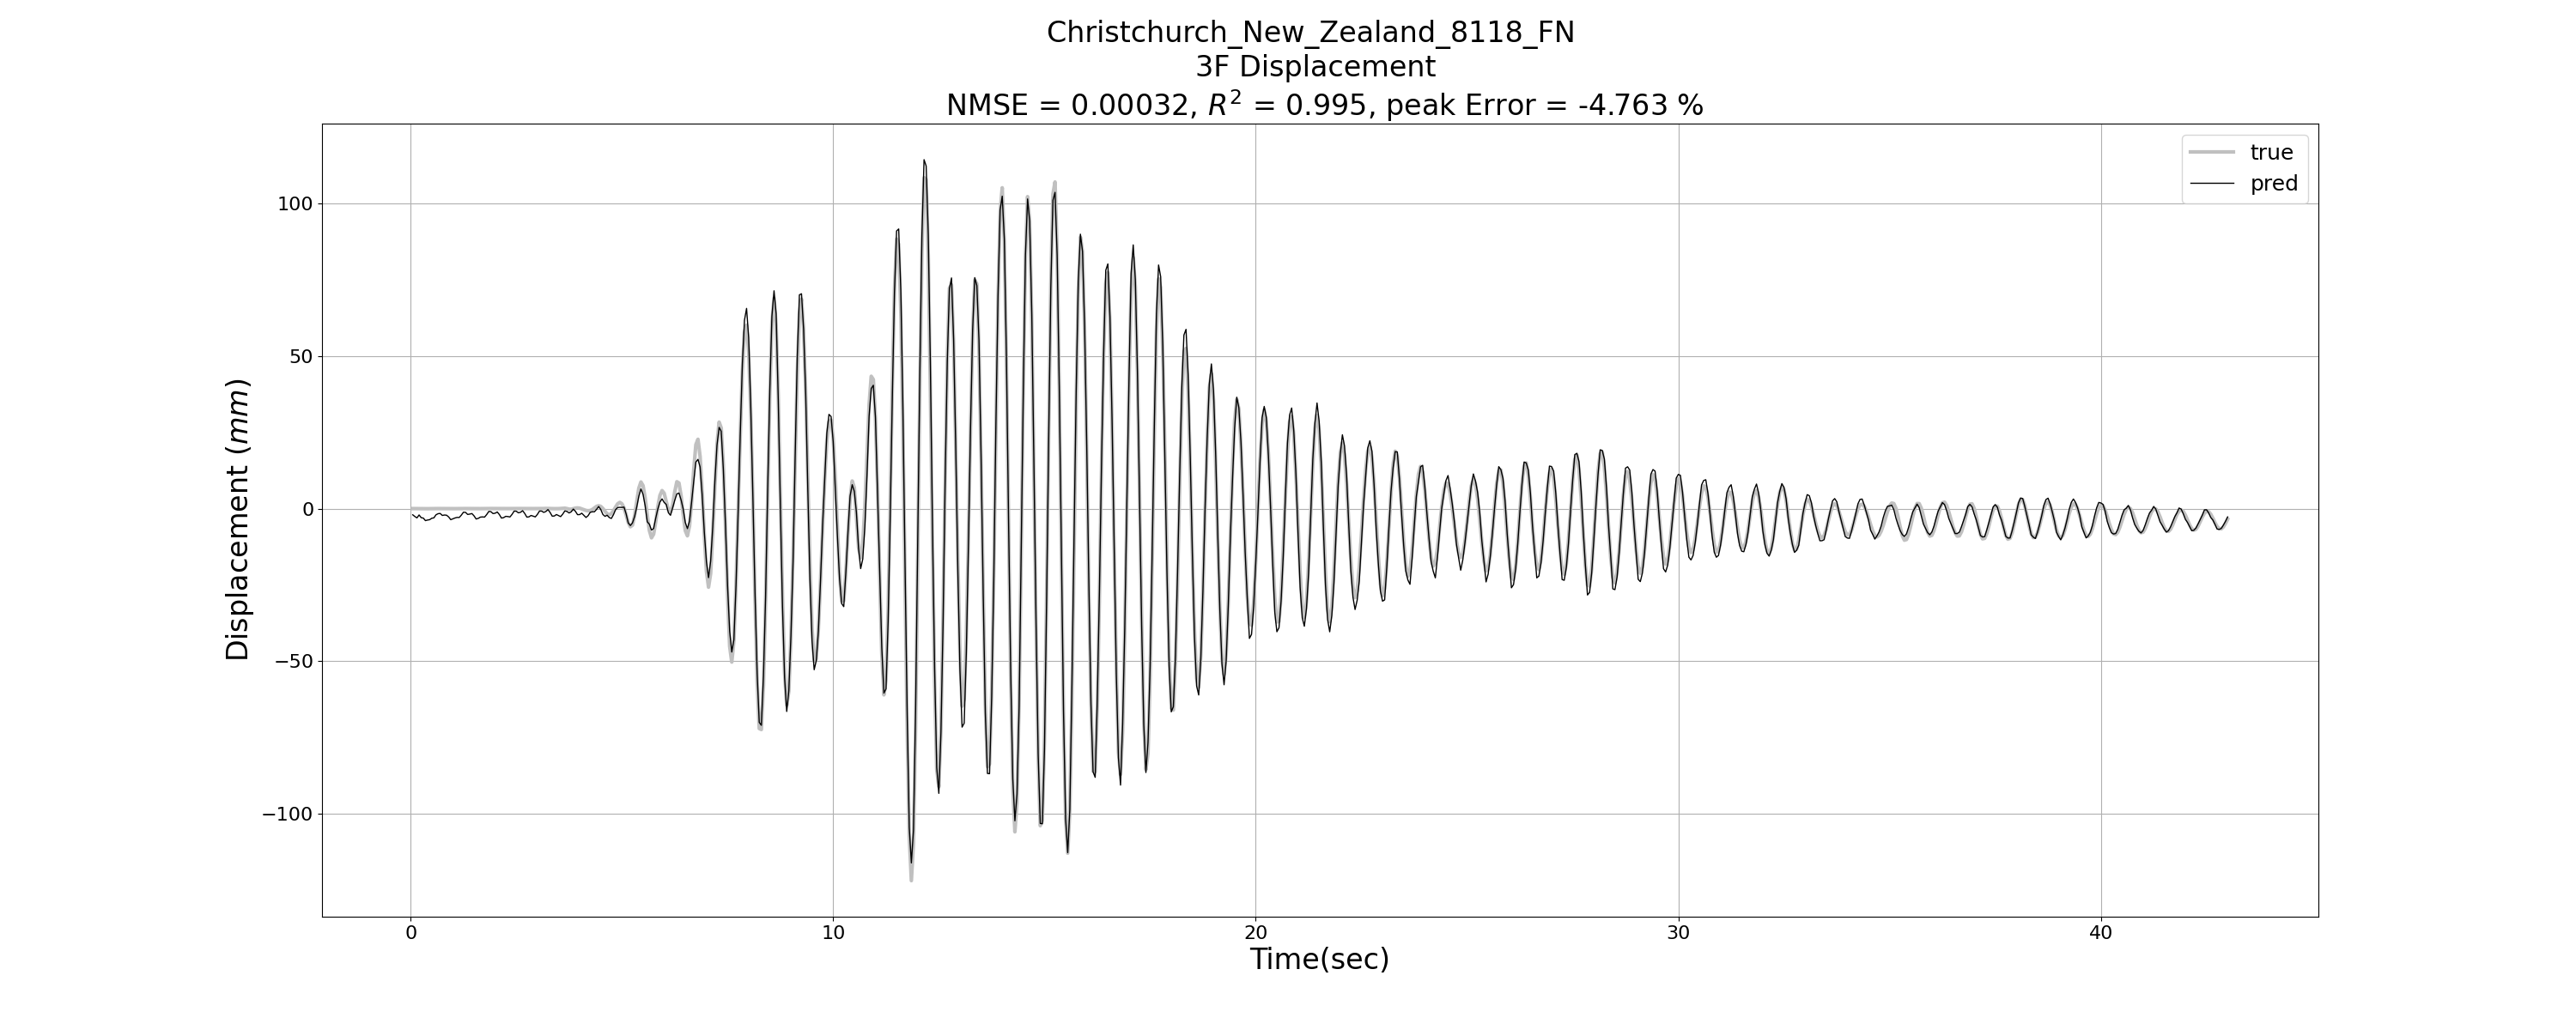 Christchurch_New_Zealand_8118_FN
3F Displacement
NMSE = 0.00032, R² = 0.995, peak Error = -4.763 %
true
pred
100
50
0
−50
−100
Displacement (mm)
0 10 20 30 40
Time(sec)